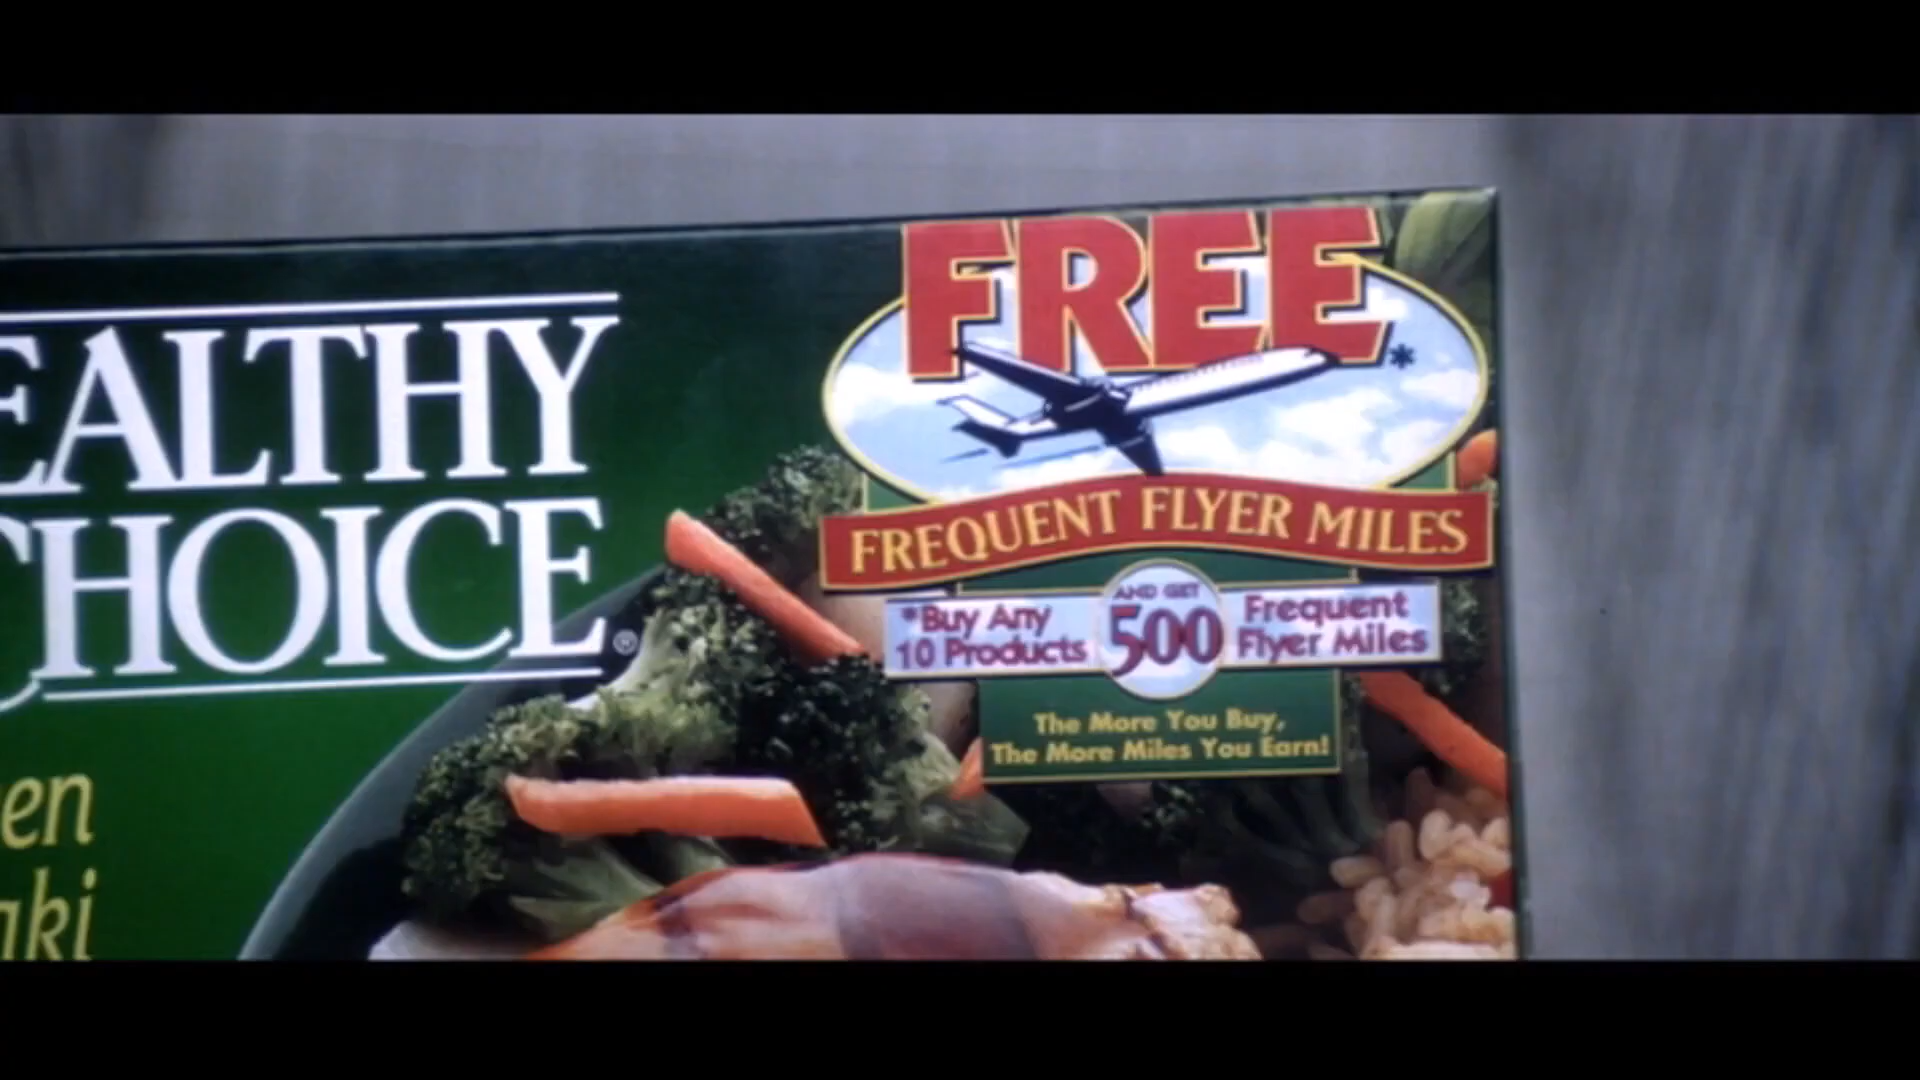 EALTHY
CHOICE®
en
aki
FREE*
FREQUENT FLYER MILES
*Buy Any
10 Products
AND GET
500
Frequent
Flyer Miles
The More You Buy,
The More Miles You Earn!